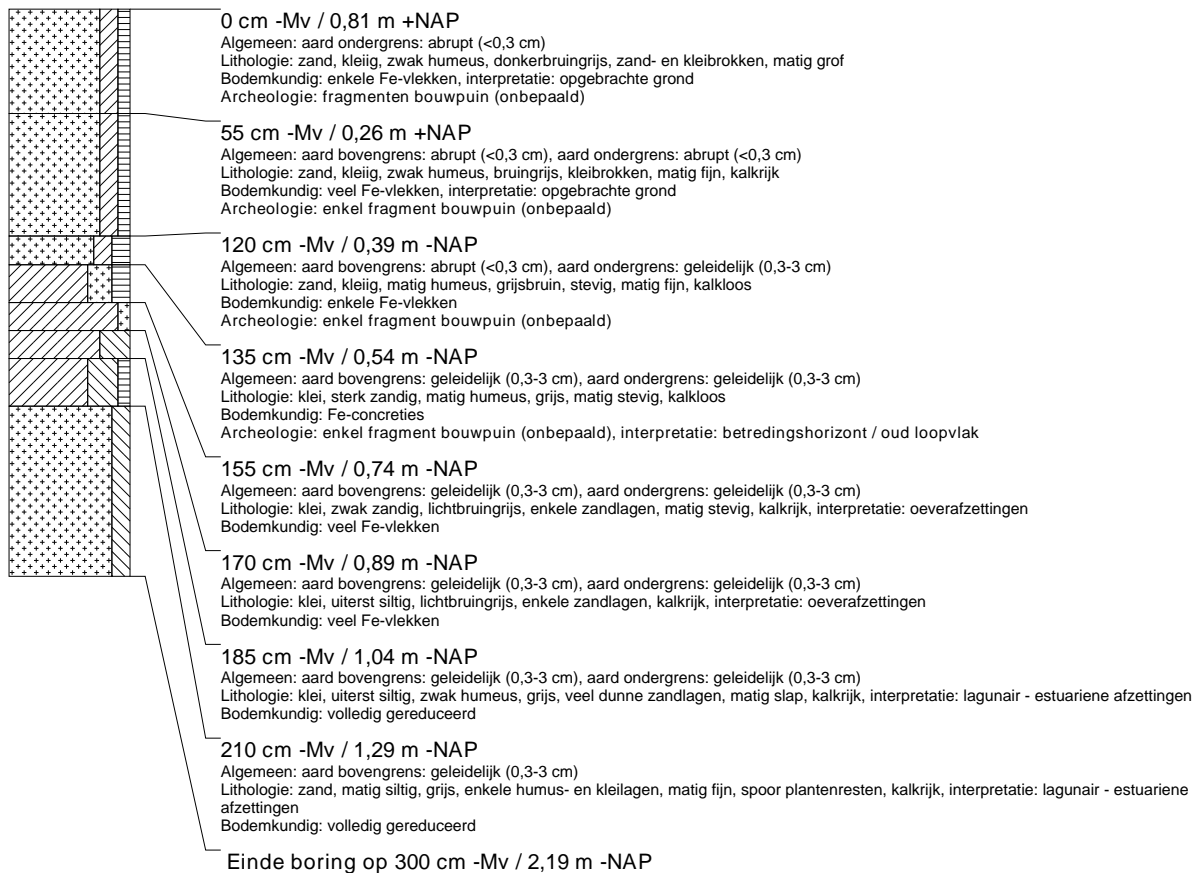 0 cm -Mv / 0,81 m +NAP
Algemeen: aard ondergrens: abrupt (<0,3 cm)
Lithologie: zand, kleiig, zwak humeus, donkerbruingrijs, zand- en kleibrokken, matig grof
Bodemkundig: enkele Fe-vlekken, interpretatie: opgebrachte grond
Archeologie: fragmenten bouwpuin (onbepaald)
55 cm -Mv / 0,26 m +NAP
Algemeen: aard bovengrens: abrupt (<0,3 cm), aard ondergrens: abrupt (<0,3 cm)
Lithologie: zand, kleiig, zwak humeus, bruingrijs, kleibrokken, matig fijn, kalkrijk
Bodemkundig: veel Fe-vlekken, interpretatie: opgebrachte grond
Archeologie: enkel fragment bouwpuin (onbepaald)
120 cm -Mv / 0,39 m -NAP
Algemeen: aard bovengrens: abrupt (<0,3 cm), aard ondergrens: geleidelijk (0,3-3 cm)
Lithologie: zand, kleiig, matig humeus, grijsbruin, stevig, matig fijn, kalkloos
Bodemkundig: enkele Fe-vlekken
Archeologie: enkel fragment bouwpuin (onbepaald)
135 cm -Mv / 0,54 m -NAP
Algemeen: aard bovengrens: geleidelijk (0,3-3 cm), aard ondergrens: geleidelijk (0,3-3 cm)
Lithologie: klei, sterk zandig, matig humeus, grijs, matig stevig, kalkloos
Bodemkundig: Fe-concreties
Archeologie: enkel fragment bouwpuin (onbepaald), interpretatie: betredingshorizont / oud loopvlak
155 cm -Mv / 0,74 m -NAP
Algemeen: aard bovengrens: geleidelijk (0,3-3 cm), aard ondergrens: geleidelijk (0,3-3 cm)
Lithologie: klei, zwak zandig, lichtbruingrijs, enkele zandlagen, matig stevig, kalkrijk, interpretatie: oeverafzettingen
Bodemkundig: veel Fe-vlekken
170 cm -Mv / 0,89 m -NAP
Algemeen: aard bovengrens: geleidelijk (0,3-3 cm), aard ondergrens: geleidelijk (0,3-3 cm)
Lithologie: klei, uiterst siltig, lichtbruingrijs, enkele zandlagen, kalkrijk, interpretatie: oeverafzettingen
Bodemkundig: veel Fe-vlekken
185 cm -Mv / 1,04 m -NAP
Algemeen: aard bovengrens: geleidelijk (0,3-3 cm), aard ondergrens: geleidelijk (0,3-3 cm)
Lithologie: klei, uiterst siltig, zwak humeus, grijs, veel dunne zandlagen, matig slap, kalkrijk, interpretatie: lagunair - estuariene afzettingen
Bodemkundig: volledig gereduceerd
210 cm -Mv / 1,29 m -NAP
Algemeen: aard bovengrens: geleidelijk (0,3-3 cm)
Lithologie: zand, matig siltig, grijs, enkele humus- en kleilagen, matig fijn, spoor plantenresten, kalkrijk, interpretatie: lagunair - estuariene
afzettingen
Bodemkundig: volledig gereduceerd
Einde boring op 300 cm -Mv / 2,19 m -NAP